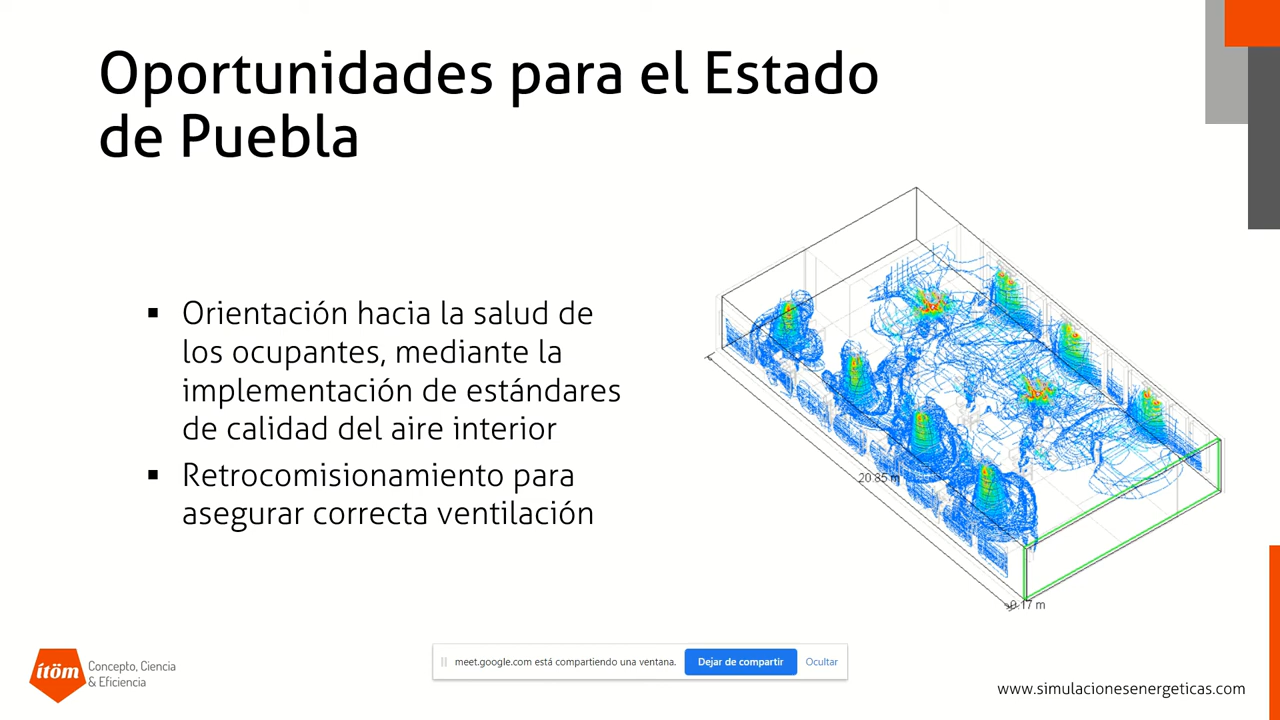 Oportunidades para el Estado
de Puebla
▪ Orientación hacia la salud de
los ocupantes, mediante la
implementación de estándares
de calidad del aire interior
▪ Retrocomisionamiento para
asegurar correcta ventilación
20.85 m
ítöm
Concepto, Ciencia
& Eficiencia
meet.google.com está compartiendo una ventana.
Dejar de compartir
Ocultar
www.simulacionesenergeticas.com